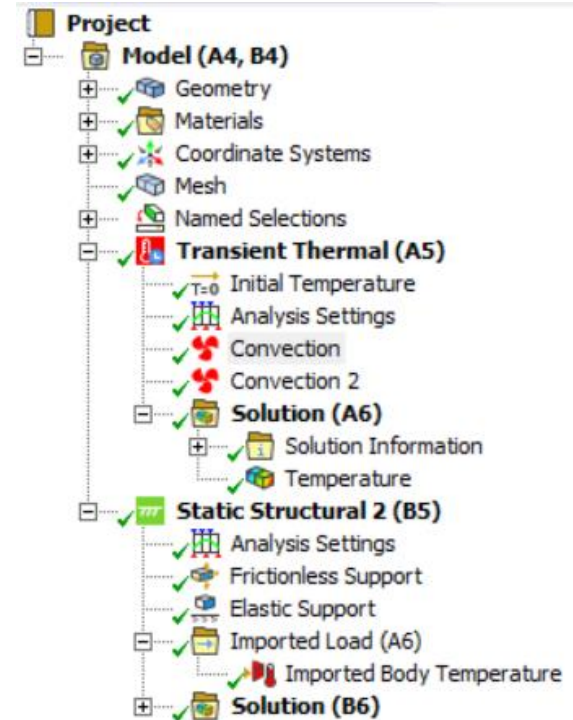 Project
Model (A4, B4)
Geometry
Materials
Coordinate Systems
Mesh
Named Selections
Transient Thermal (A5)
T=0 Initial Temperature
Analysis Settings
Convection
Convection 2
Solution (A6)
Solution Information
Temperature
Static Structural 2 (B5)
Analysis Settings
Frictionless Support
Elastic Support
Imported Load (A6)
Imported Body Temperature
Solution (B6)